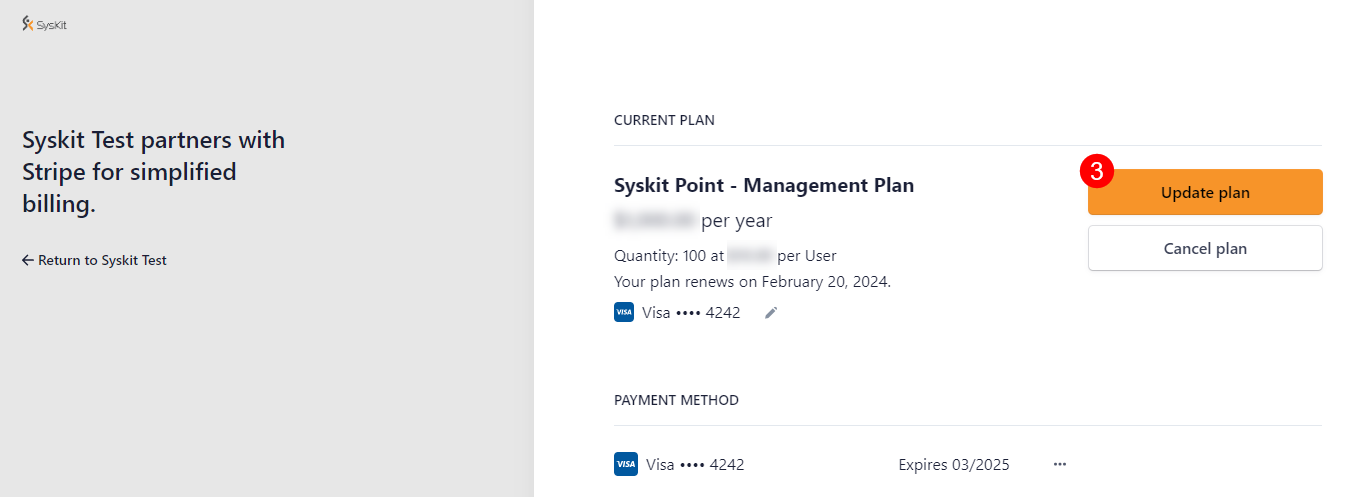 SysKit
Syskit Test partners with
Stripe for simplified
billing.
← Return to Syskit Test
CURRENT PLAN
Syskit Point - Management Plan
per year
Quantity: 100 at per User
Your plan renews on February 20, 2024.
VISA Visa •••• 4242
3
Update plan
Cancel plan
PAYMENT METHOD
VISA Visa •••• 4242 Expires 03/2025 •••